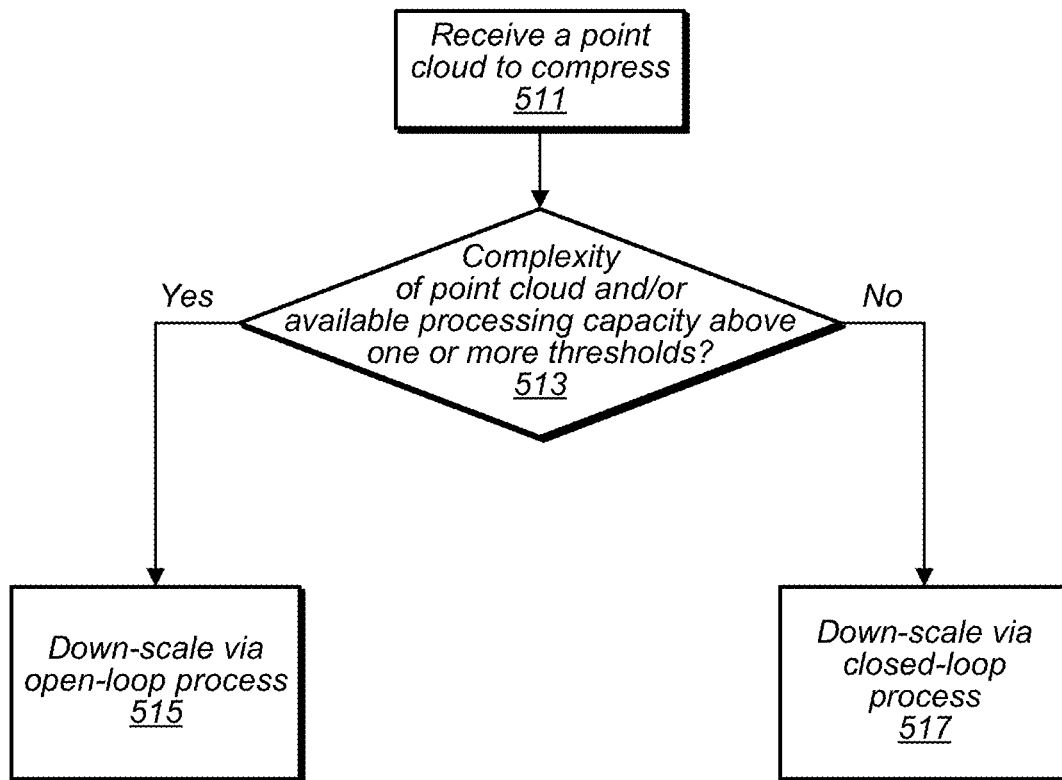 Receive a point
cloud to compress
511
Complexity
of point cloud and/or
available processing capacity above
one or more thresholds?
513
Yes
No
Down-scale via
open-loop process
515
Down-scale via
closed-loop
process
517